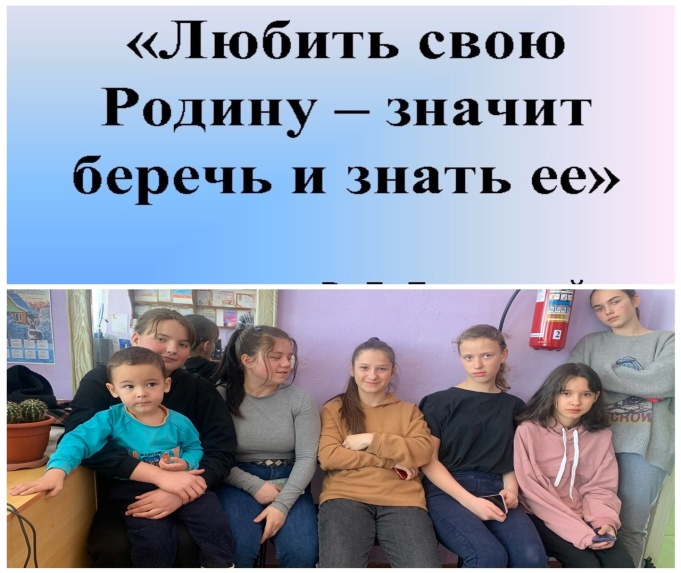 «Любить свою
Родину – значит
беречь и знать ее»